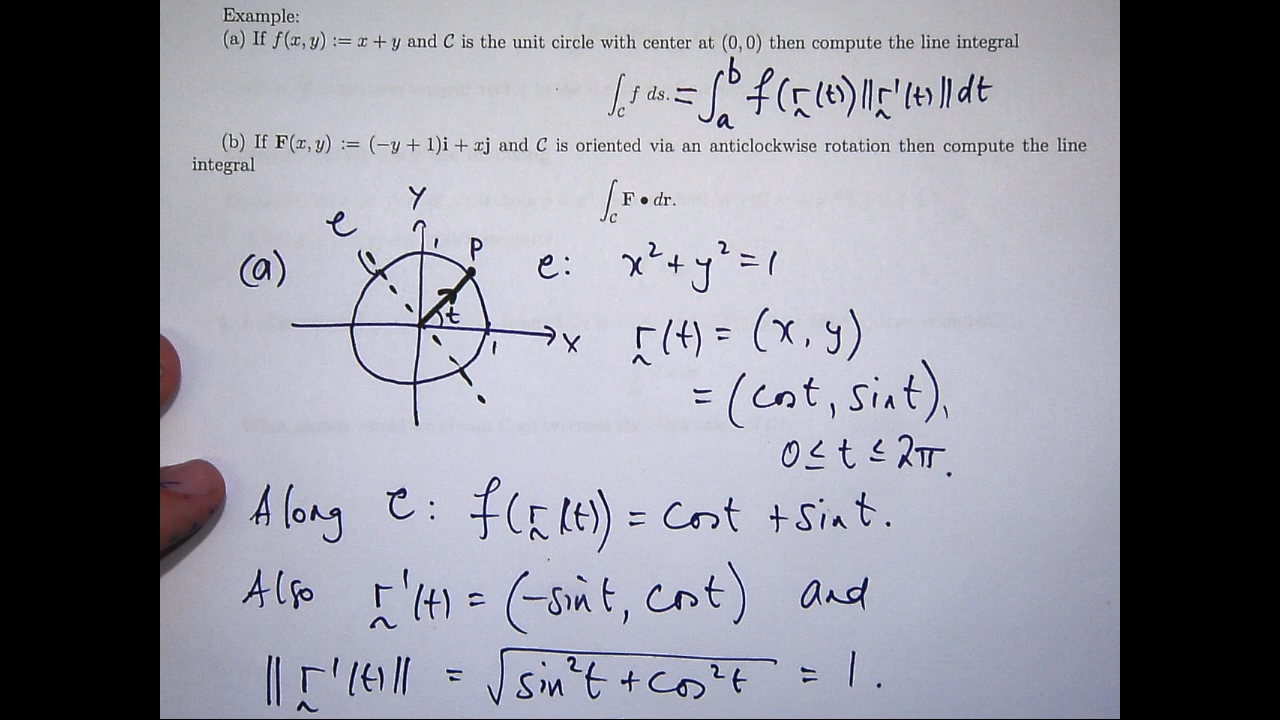 Example:
(a) If f(x, y) := x + y and C is the unit circle with center at (0, 0) then compute the line integral
∫_C f ds. = ∫_a^b f(r(t)) ||r'(t)|| dt
(b) If F(x, y) := (−y + 1)i + xj and C is oriented via an anticlockwise rotation then compute the line
integral
∫_C F • dr.
(a)
C
y
1
P
t
1
x
C: x² + y² = 1
r(t) = (x, y)
= (cos t, sin t),
0 ≤ t ≤ 2π.
Along C: f(r(t)) = cos t + sin t.
Also r'(t) = (−sin t, cos t) and
||r'(t)|| = √(sin²t + cos²t) = 1.